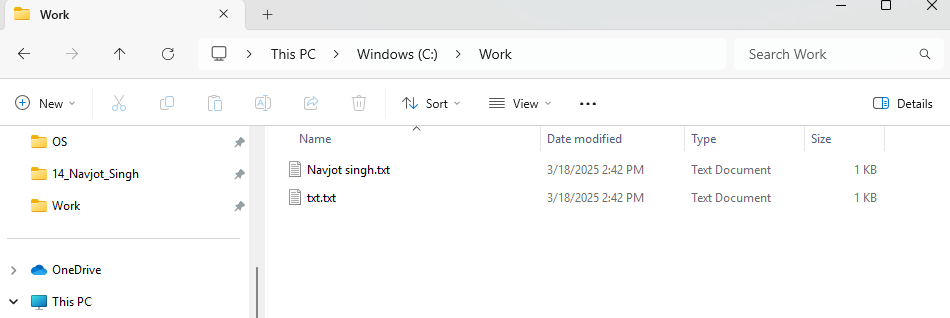 Work
This PC > Windows (C:) > Work
Search Work
New
Sort
View
Details
Name Date modified Type Size
OS
14_Navjot_Singh
Work
OneDrive
This PC
Navjot singh.txt 3/18/2025 2:42 PM Text Document 1 KB
txt.txt 3/18/2025 2:42 PM Text Document 1 KB